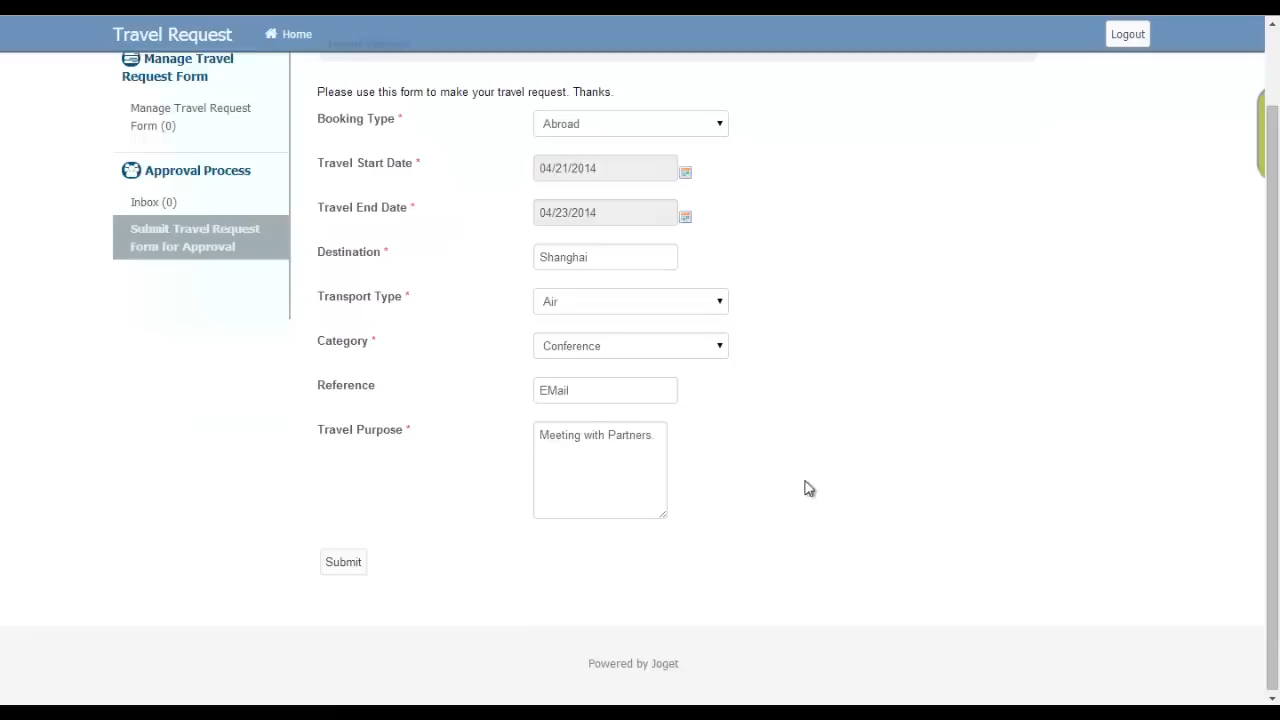 Travel Request
Home
Logout
Manage Travel
Request Form
Manage Travel Request
Form (0)
Approval Process
Inbox (0)
Submit Travel Request
Form for Approval
Please use this form to make your travel request. Thanks.
Booking Type *
Abroad
Travel Start Date *
04/21/2014
Travel End Date *
04/23/2014
Destination *
Shanghai
Transport Type *
Air
Category *
Conference
Reference
EMail
Travel Purpose *
Meeting with Partners.
Submit
Powered by Joget